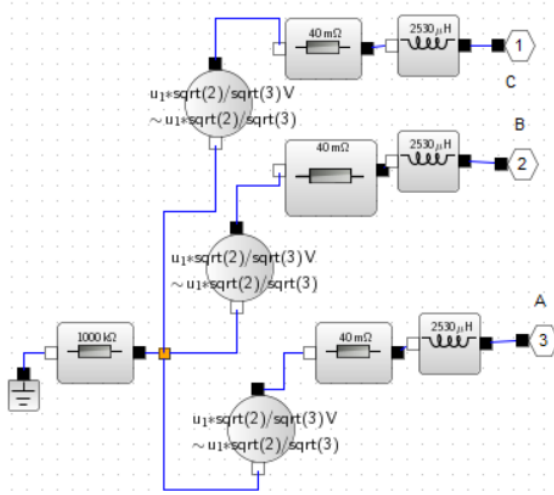 40 mΩ
2530 μH
1
C
u₁*sqrt(2)/sqrt(3) V
~u₁*sqrt(2)/sqrt(3)
B
40 mΩ
2530 μH
2
u₁*sqrt(2)/sqrt(3) V
~u₁*sqrt(2)/sqrt(3)
A
1000 kΩ
40 mΩ
2530 μH
3
u₁*sqrt(2)/sqrt(3) V
~u₁*sqrt(2)/sqrt(3)